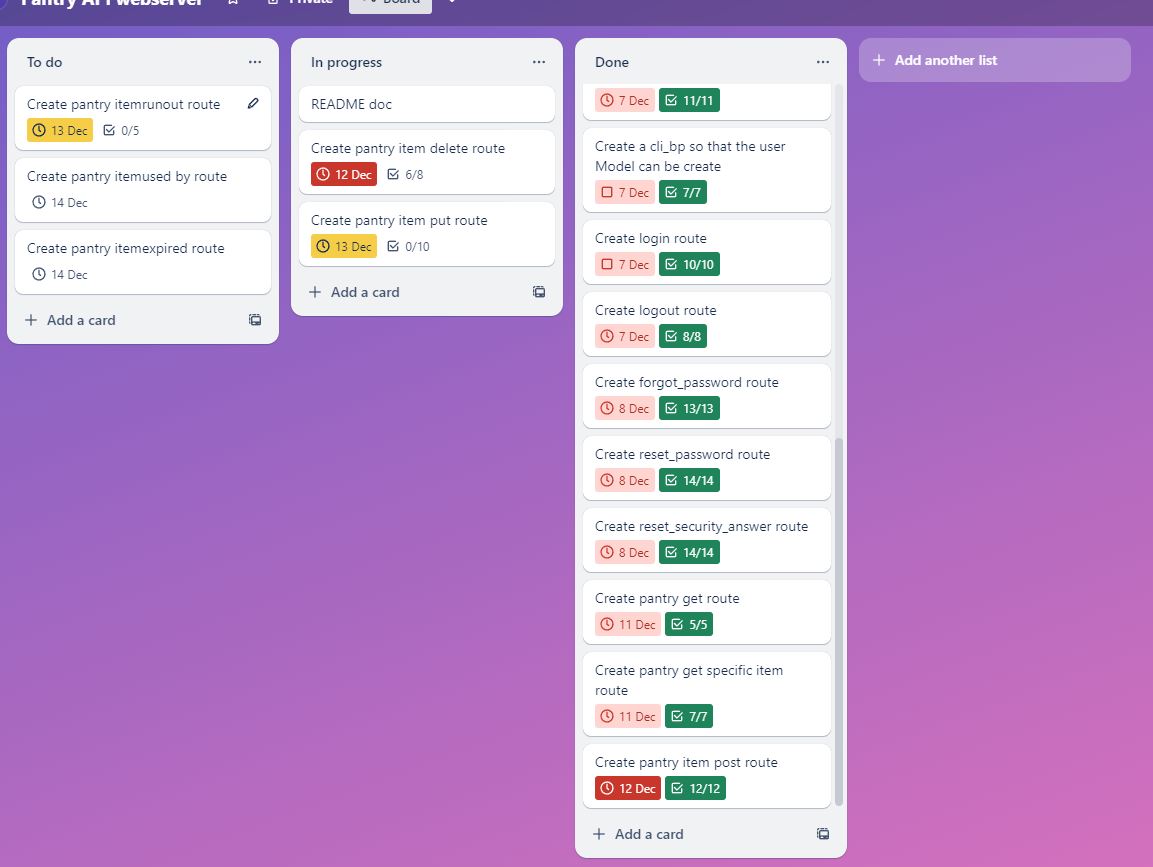 Pantry API webserver
Private
Board
To do
Create pantry itemrunout route
13 Dec
0/5
Create pantry itemused by route
14 Dec
Create pantry itemexpired route
14 Dec
+ Add a card
In progress
README doc
Create pantry item delete route
12 Dec
6/8
Create pantry item put route
13 Dec
0/10
+ Add a card
Done
7 Dec
11/11
Create a cli_bp so that the user
Model can be create
7 Dec
7/7
Create login route
7 Dec
10/10
Create logout route
7 Dec
8/8
Create forgot_password route
8 Dec
13/13
Create reset_password route
8 Dec
14/14
Create reset_security_answer route
8 Dec
14/14
Create pantry get route
11 Dec
5/5
Create pantry get specific item
route
11 Dec
7/7
Create pantry item post route
12 Dec
12/12
+ Add a card
+ Add another list